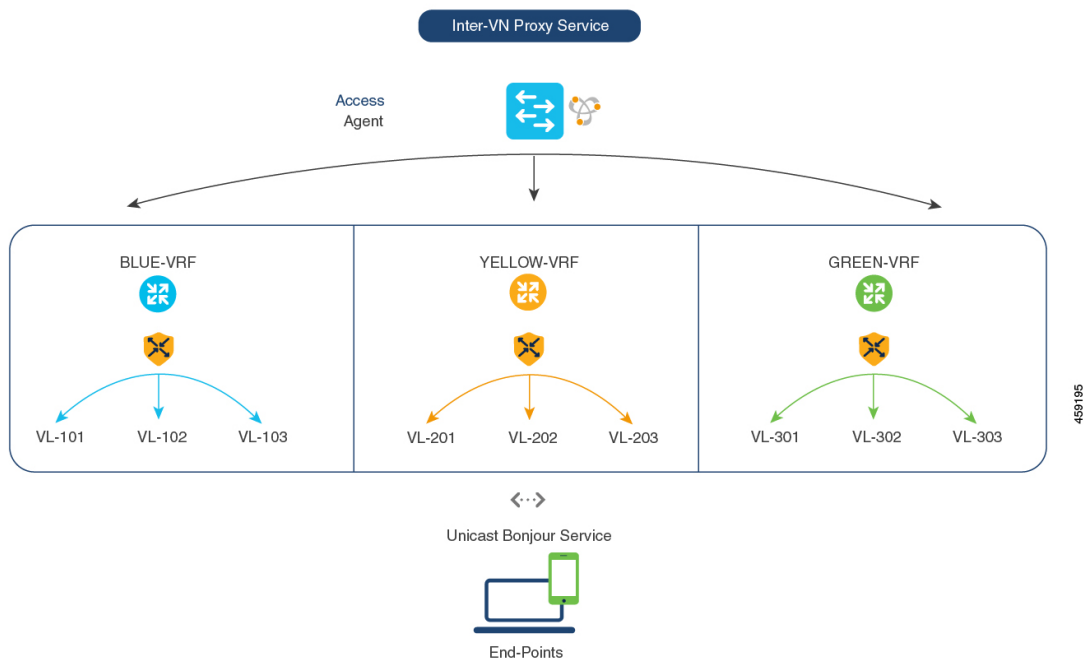 Inter-VN Proxy Service
Access
Agent
BLUE-VRF
YELLOW-VRF
GREEN-VRF
VL-101
VL-102
VL-103
VL-201
VL-202
VL-203
VL-301
VL-302
VL-303
459195
Unicast Bonjour Service
End-Points